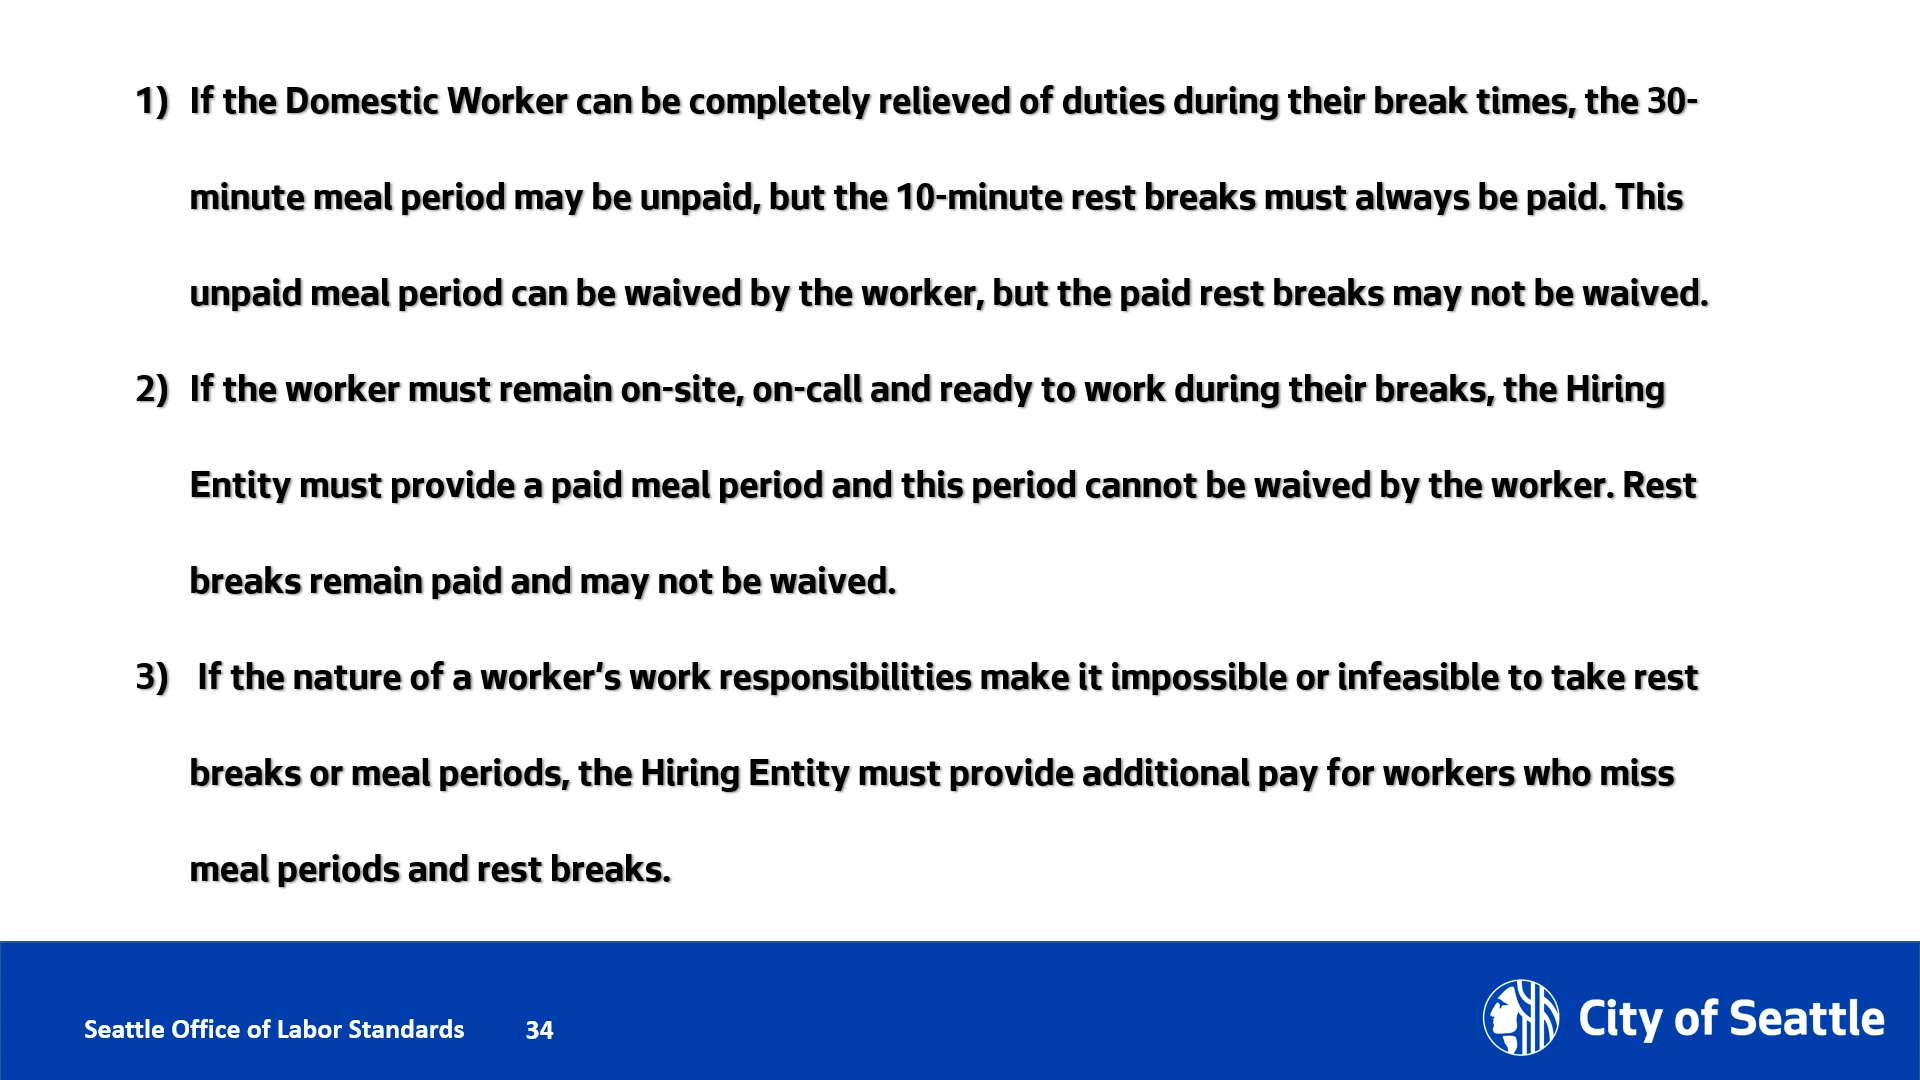 1) If the Domestic Worker can be completely relieved of duties during their break times, the 30-
minute meal period may be unpaid, but the 10-minute rest breaks must always be paid. This
unpaid meal period can be waived by the worker, but the paid rest breaks may not be waived.
2) If the worker must remain on-site, on-call and ready to work during their breaks, the Hiring
Entity must provide a paid meal period and this period cannot be waived by the worker. Rest
breaks remain paid and may not be waived.
3) If the nature of a worker‘s work responsibilities make it impossible or infeasible to take rest
breaks or meal periods, the Hiring Entity must provide additional pay for workers who miss
meal periods and rest breaks.
Seattle Office of Labor Standards 34
City of Seattle